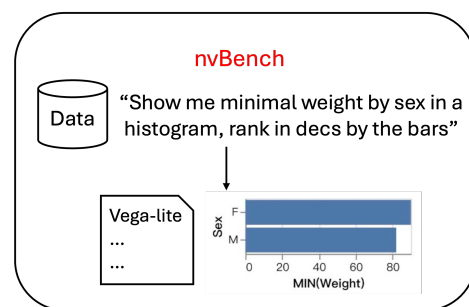 nvBench
Data
“Show me minimal weight by sex in a
histogram, rank in decs by the bars”
Vega-lite
...
...
Sex
F
M
0 20 40 60 80
MIN(Weight)